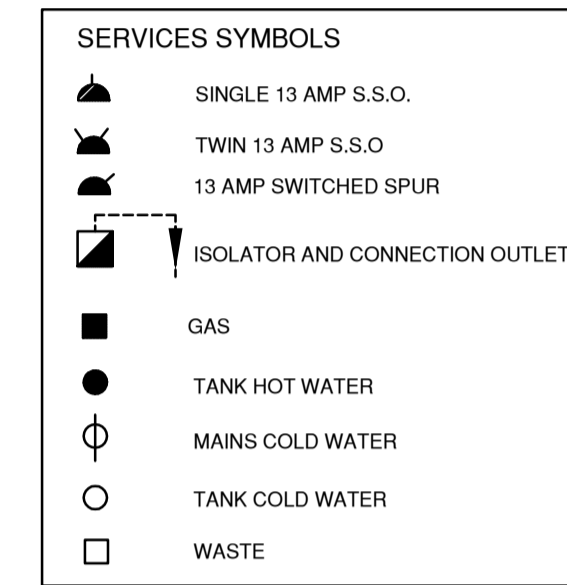 SERVICES SYMBOLS
SINGLE 13 AMP S.S.O.
TWIN 13 AMP S.S.O
13 AMP SWITCHED SPUR
ISOLATOR AND CONNECTION OUTLET
GAS
TANK HOT WATER
MAINS COLD WATER
TANK COLD WATER
WASTE